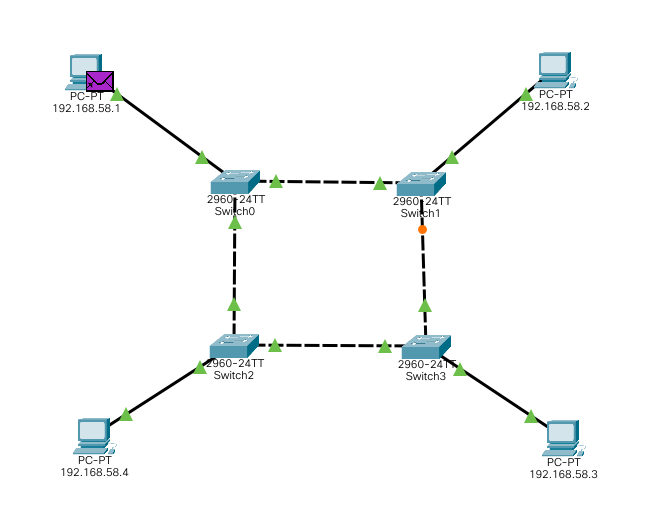 PC-PT
192.168.58.1
PC-PT
192.168.58.2
2960-24TT
Switch0
2960-24TT
Switch1
2960-24TT
Switch2
2960-24TT
Switch3
PC-PT
192.168.58.4
PC-PT
192.168.58.3